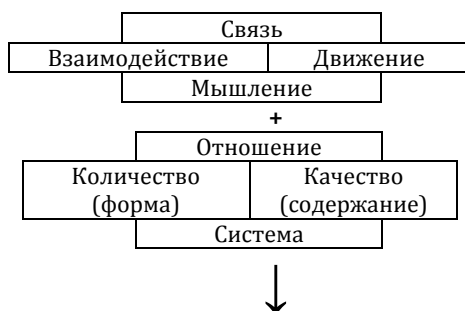 Связь
Взаимодействие Движение
Мышление
+
Отношение
Количество Качество
(форма) (содержание)
Система